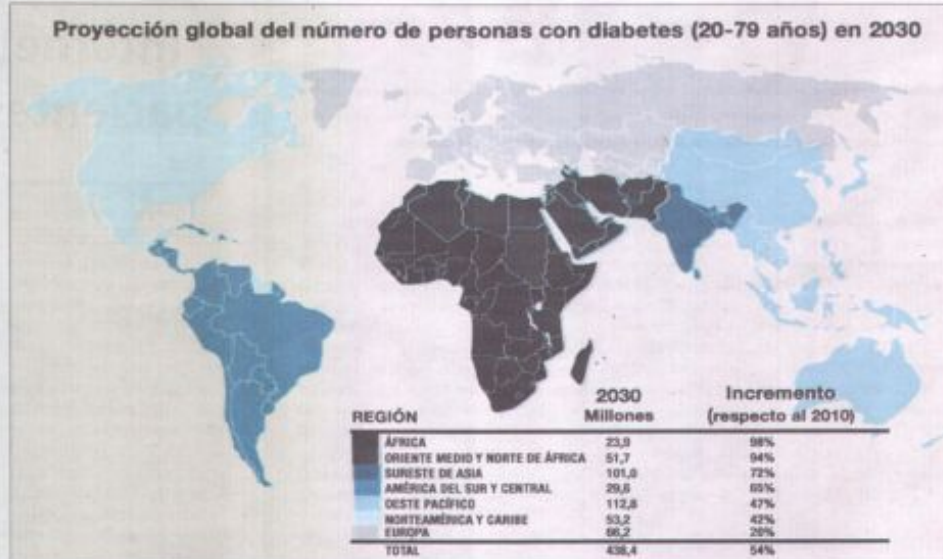 Proyección global del número de personas con diabetes (20-79 años) en 2030
2030 Incremento
REGIÓN Millones (respecto al 2010)
ÁFRICA 23,9 98%
ORIENTE MEDIO Y NORTE DE ÁFRICA 51,7 94%
SURESTE DE ASIA 101,0 72%
AMÉRICA DEL SUR Y CENTRAL 29,6 65%
OESTE PACÍFICO 112,8 47%
NORTEAMÉRICA Y CARIBE 53,2 42%
EUROPA 66,2 20%
TOTAL 438,4 54%